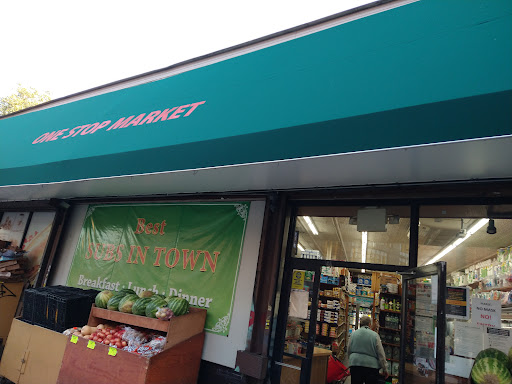 ONE STOP MARKET
Best
SUBS IN TOWN
Breakfast • Lunch • Dinner